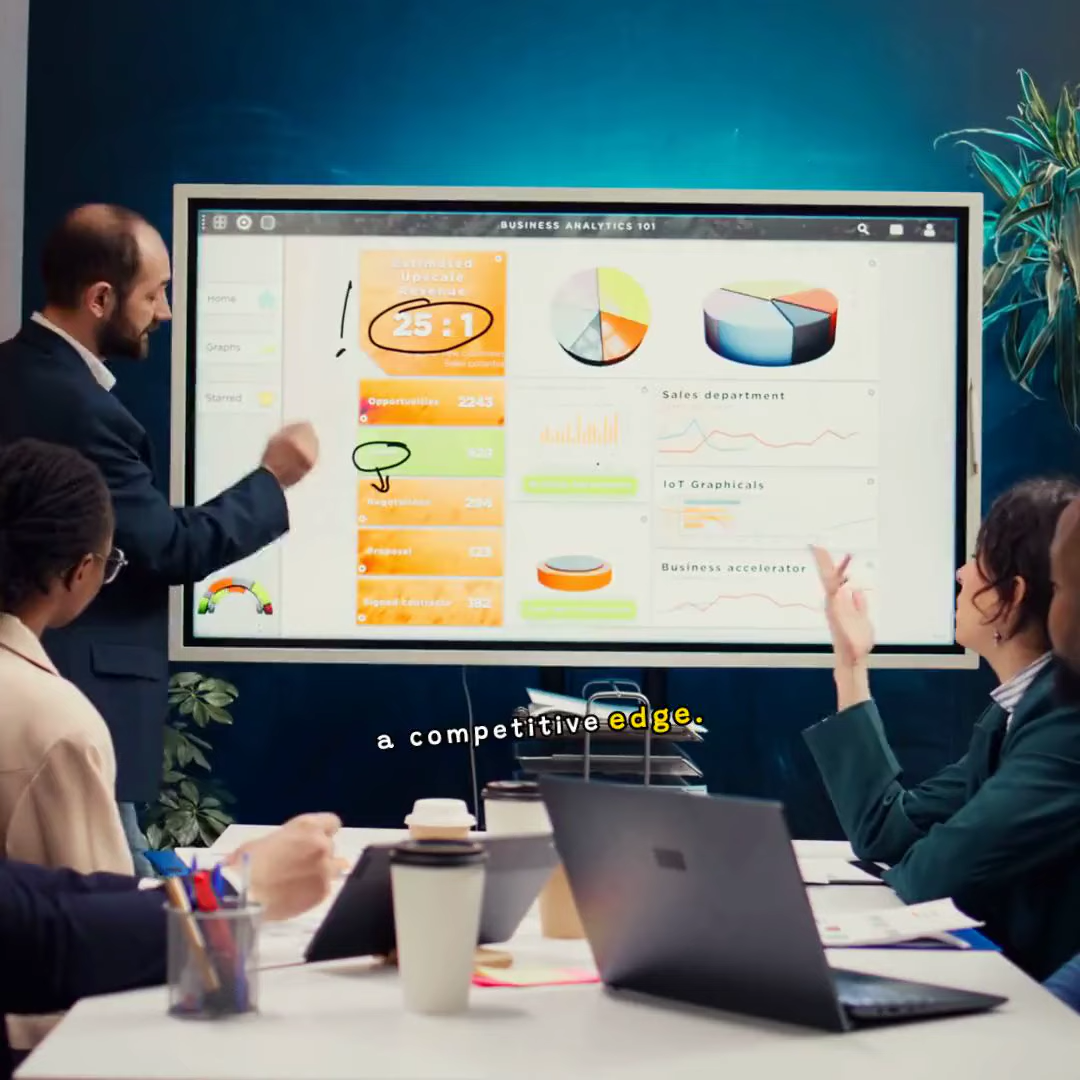 BUSINESS ANALYTICS 101
Home
Graphs
Starred
Estimated
Upscale
Revenue
25 : 1
Opportunities 2243
Negotiations
Proposal
Signed contracts 182
Sales department
IoT Graphicals
Business accelerator
a competitive edge.